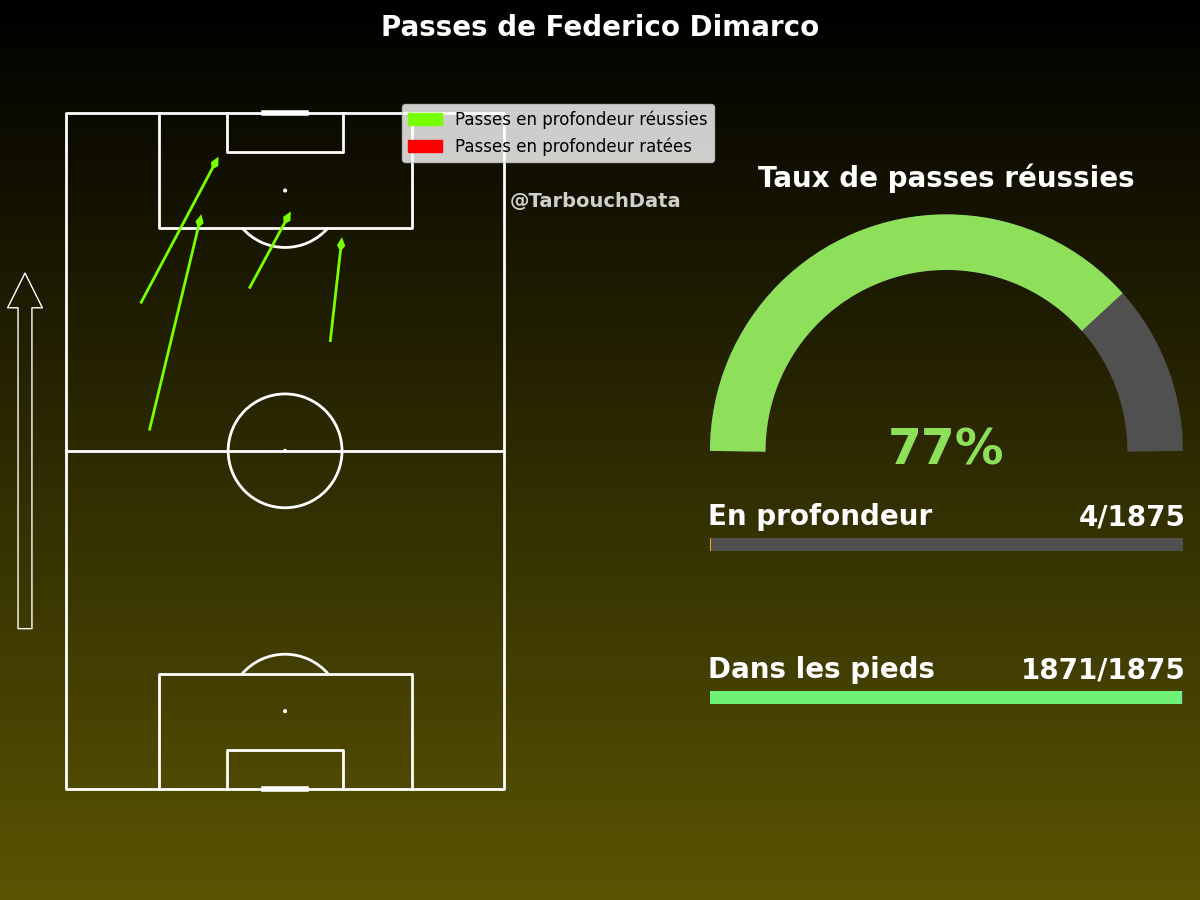 Passes de Federico Dimarco
Passes en profondeur réussies
Passes en profondeur ratées
@TarbouchData
Taux de passes réussies
77%
En profondeur 4/1875
Dans les pieds 1871/1875